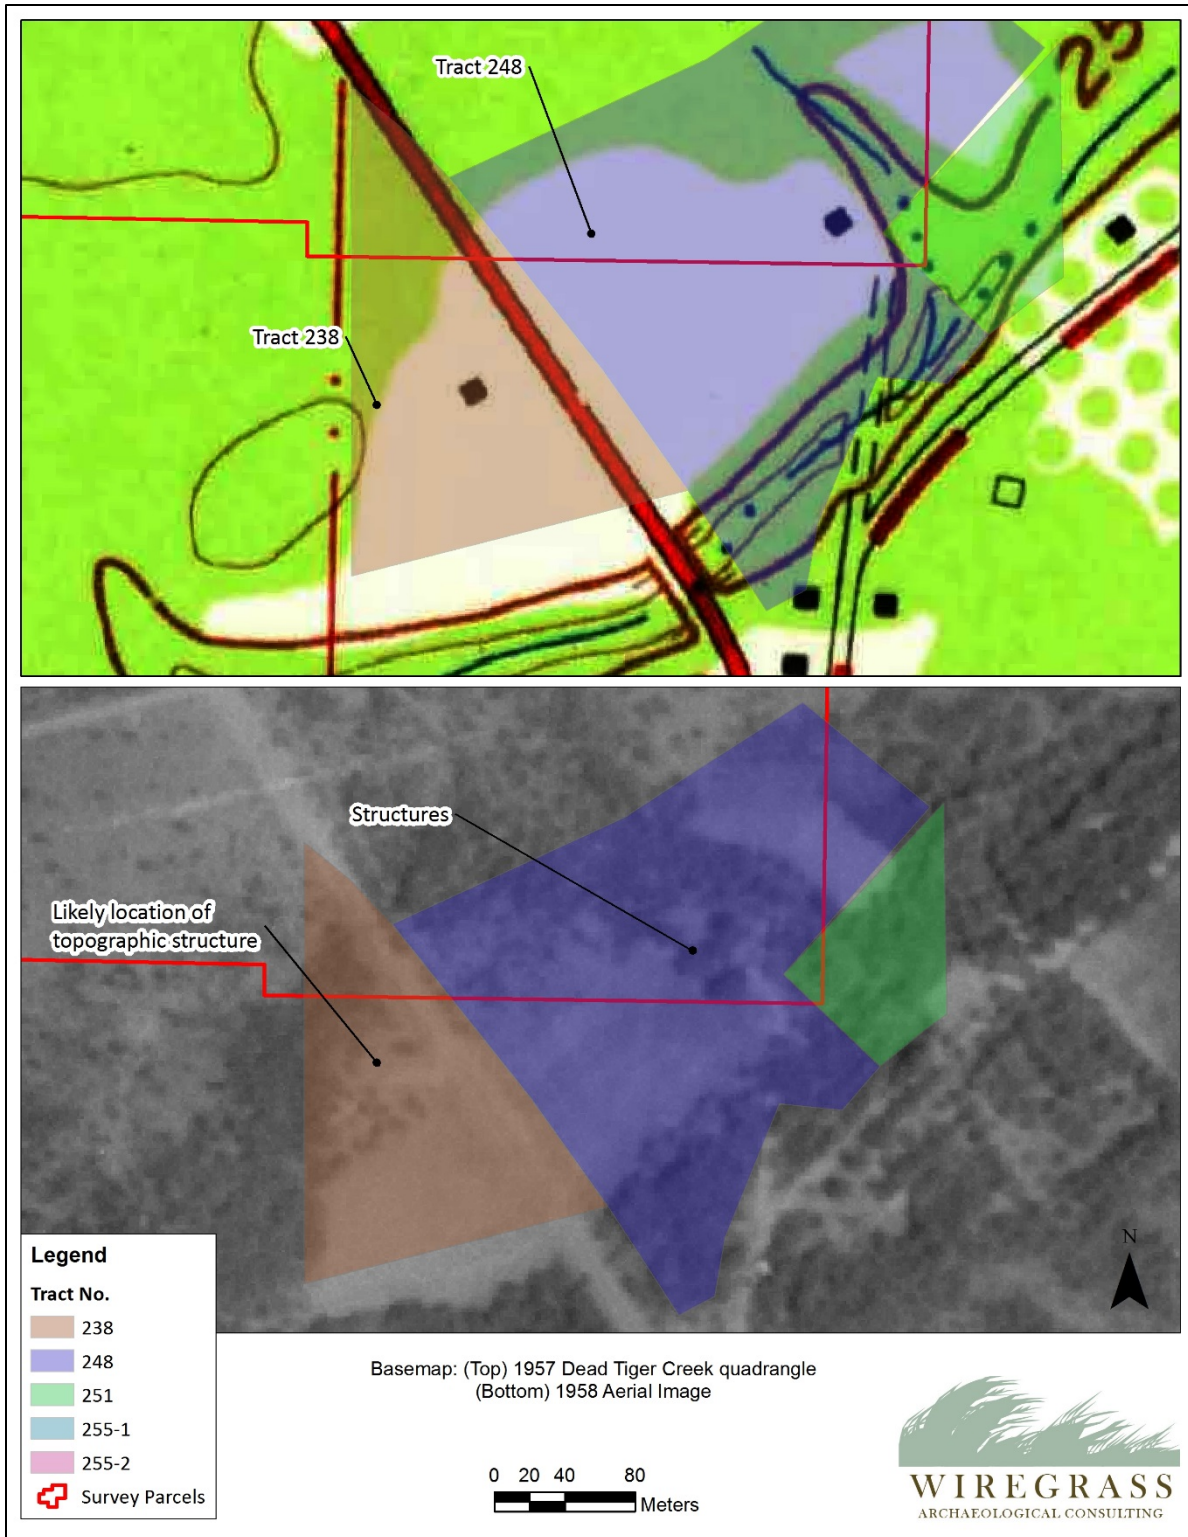 Tract 248
25
Tract 238
Structures
Likely location of
topographic structure
N
Legend
Tract No.
238
248
251
255-1
255-2
Survey Parcels
Basemap: (Top) 1957 Dead Tiger Creek quadrangle
(Bottom) 1958 Aerial Image
0 20 40 80
Meters
WIREGRASS
ARCHAEOLOGICAL CONSULTING